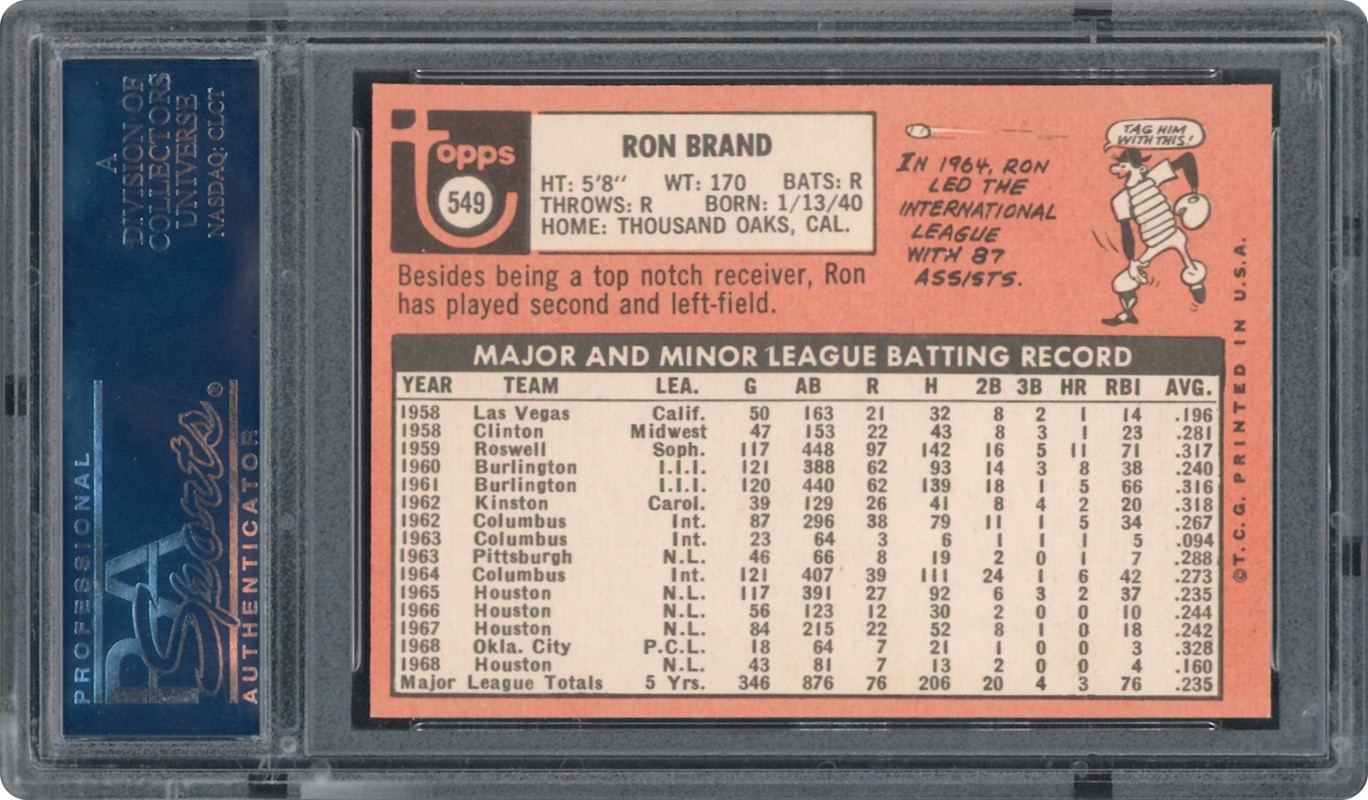 A
DIVISION OF
COLLECTORS
UNIVERSE
NASDAQ: CLCT
PROFESSIONAL
PSA
Sports®
AUTHENTICATOR
topps
549
RON BRAND
HT: 5'8" WT: 170 BATS: R
THROWS: R BORN: 1/13/40
HOME: THOUSAND OAKS, CAL.
Besides being a top notch receiver, Ron
has played second and left-field.
IN 1964, RON
LED THE
INTERNATIONAL
LEAGUE
WITH 87
ASSISTS.
TAG HIM
WITH THIS!
MAJOR AND MINOR LEAGUE BATTING RECORD
YEAR TEAM LEA. G AB R H 2B 3B HR RBI AVG.
1958 Las Vegas Calif. 50 163 21 32 8 2 1 14 .196
1958 Clinton Midwest 47 153 22 43 8 3 1 23 .281
1959 Roswell Soph. 117 448 97 142 16 5 11 71 .317
1960 Burlington I.I.I. 121 388 62 93 14 3 8 38 .240
1961 Burlington I.I.I. 120 440 62 139 18 1 5 66 .316
1962 Kinston Carol. 39 129 26 41 8 4 2 20 .318
1962 Columbus Int. 87 296 38 79 11 1 5 34 .267
1963 Columbus Int. 23 64 3 6 1 1 1 5 .094
1963 Pittsburgh N.L. 46 66 8 19 2 0 1 7 .288
1964 Columbus Int. 121 407 39 111 24 1 6 42 .273
1965 Houston N.L. 117 391 27 92 6 3 2 37 .235
1966 Houston N.L. 56 123 12 30 2 0 0 10 .244
1967 Houston N.L. 84 215 22 52 8 1 0 18 .242
1968 Okla. City P.C.L. 18 64 7 21 1 0 0 3 .328
1968 Houston N.L. 43 81 7 13 2 0 0 4 .160
Major League Totals 5 Yrs. 346 876 76 206 20 4 3 76 .235
©T.C.G. PRINTED IN U.S.A.